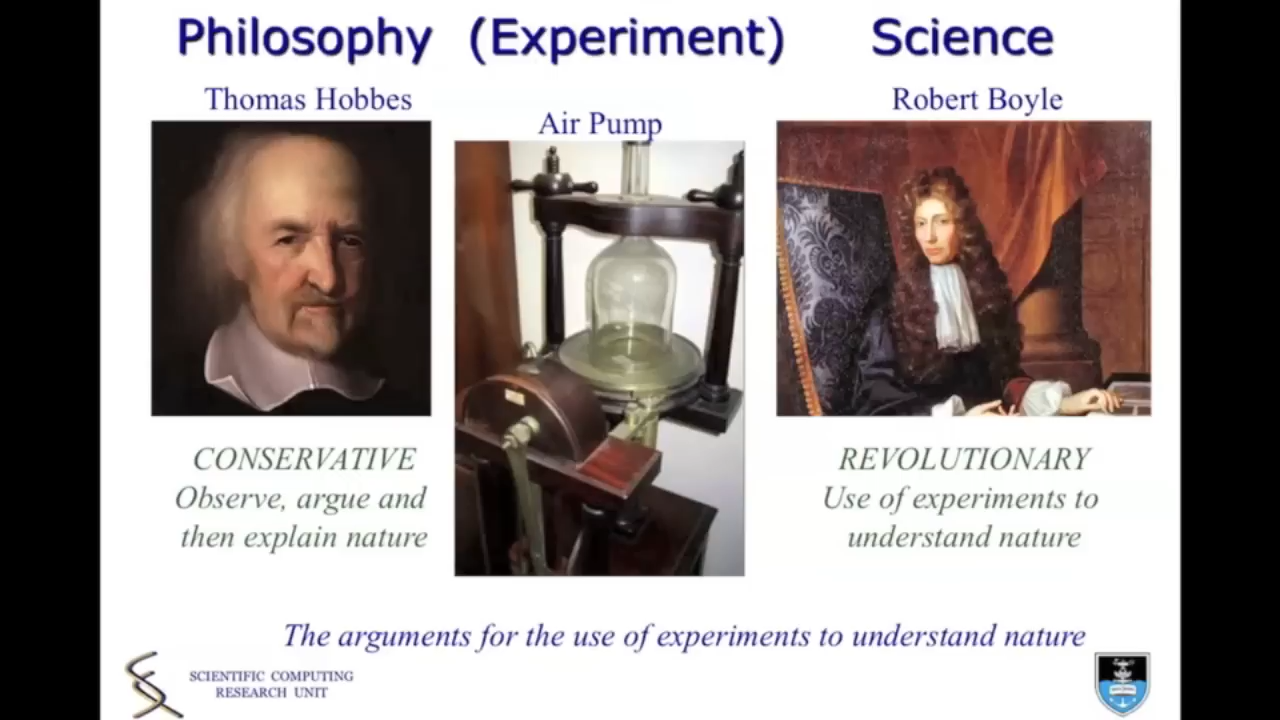 Philosophy (Experiment) Science
Thomas Hobbes
Air Pump
Robert Boyle
CONSERVATIVE
Observe, argue and
then explain nature
REVOLUTIONARY
Use of experiments to
understand nature
The arguments for the use of experiments to understand nature
SCIENTIFIC COMPUTING
RESEARCH UNIT